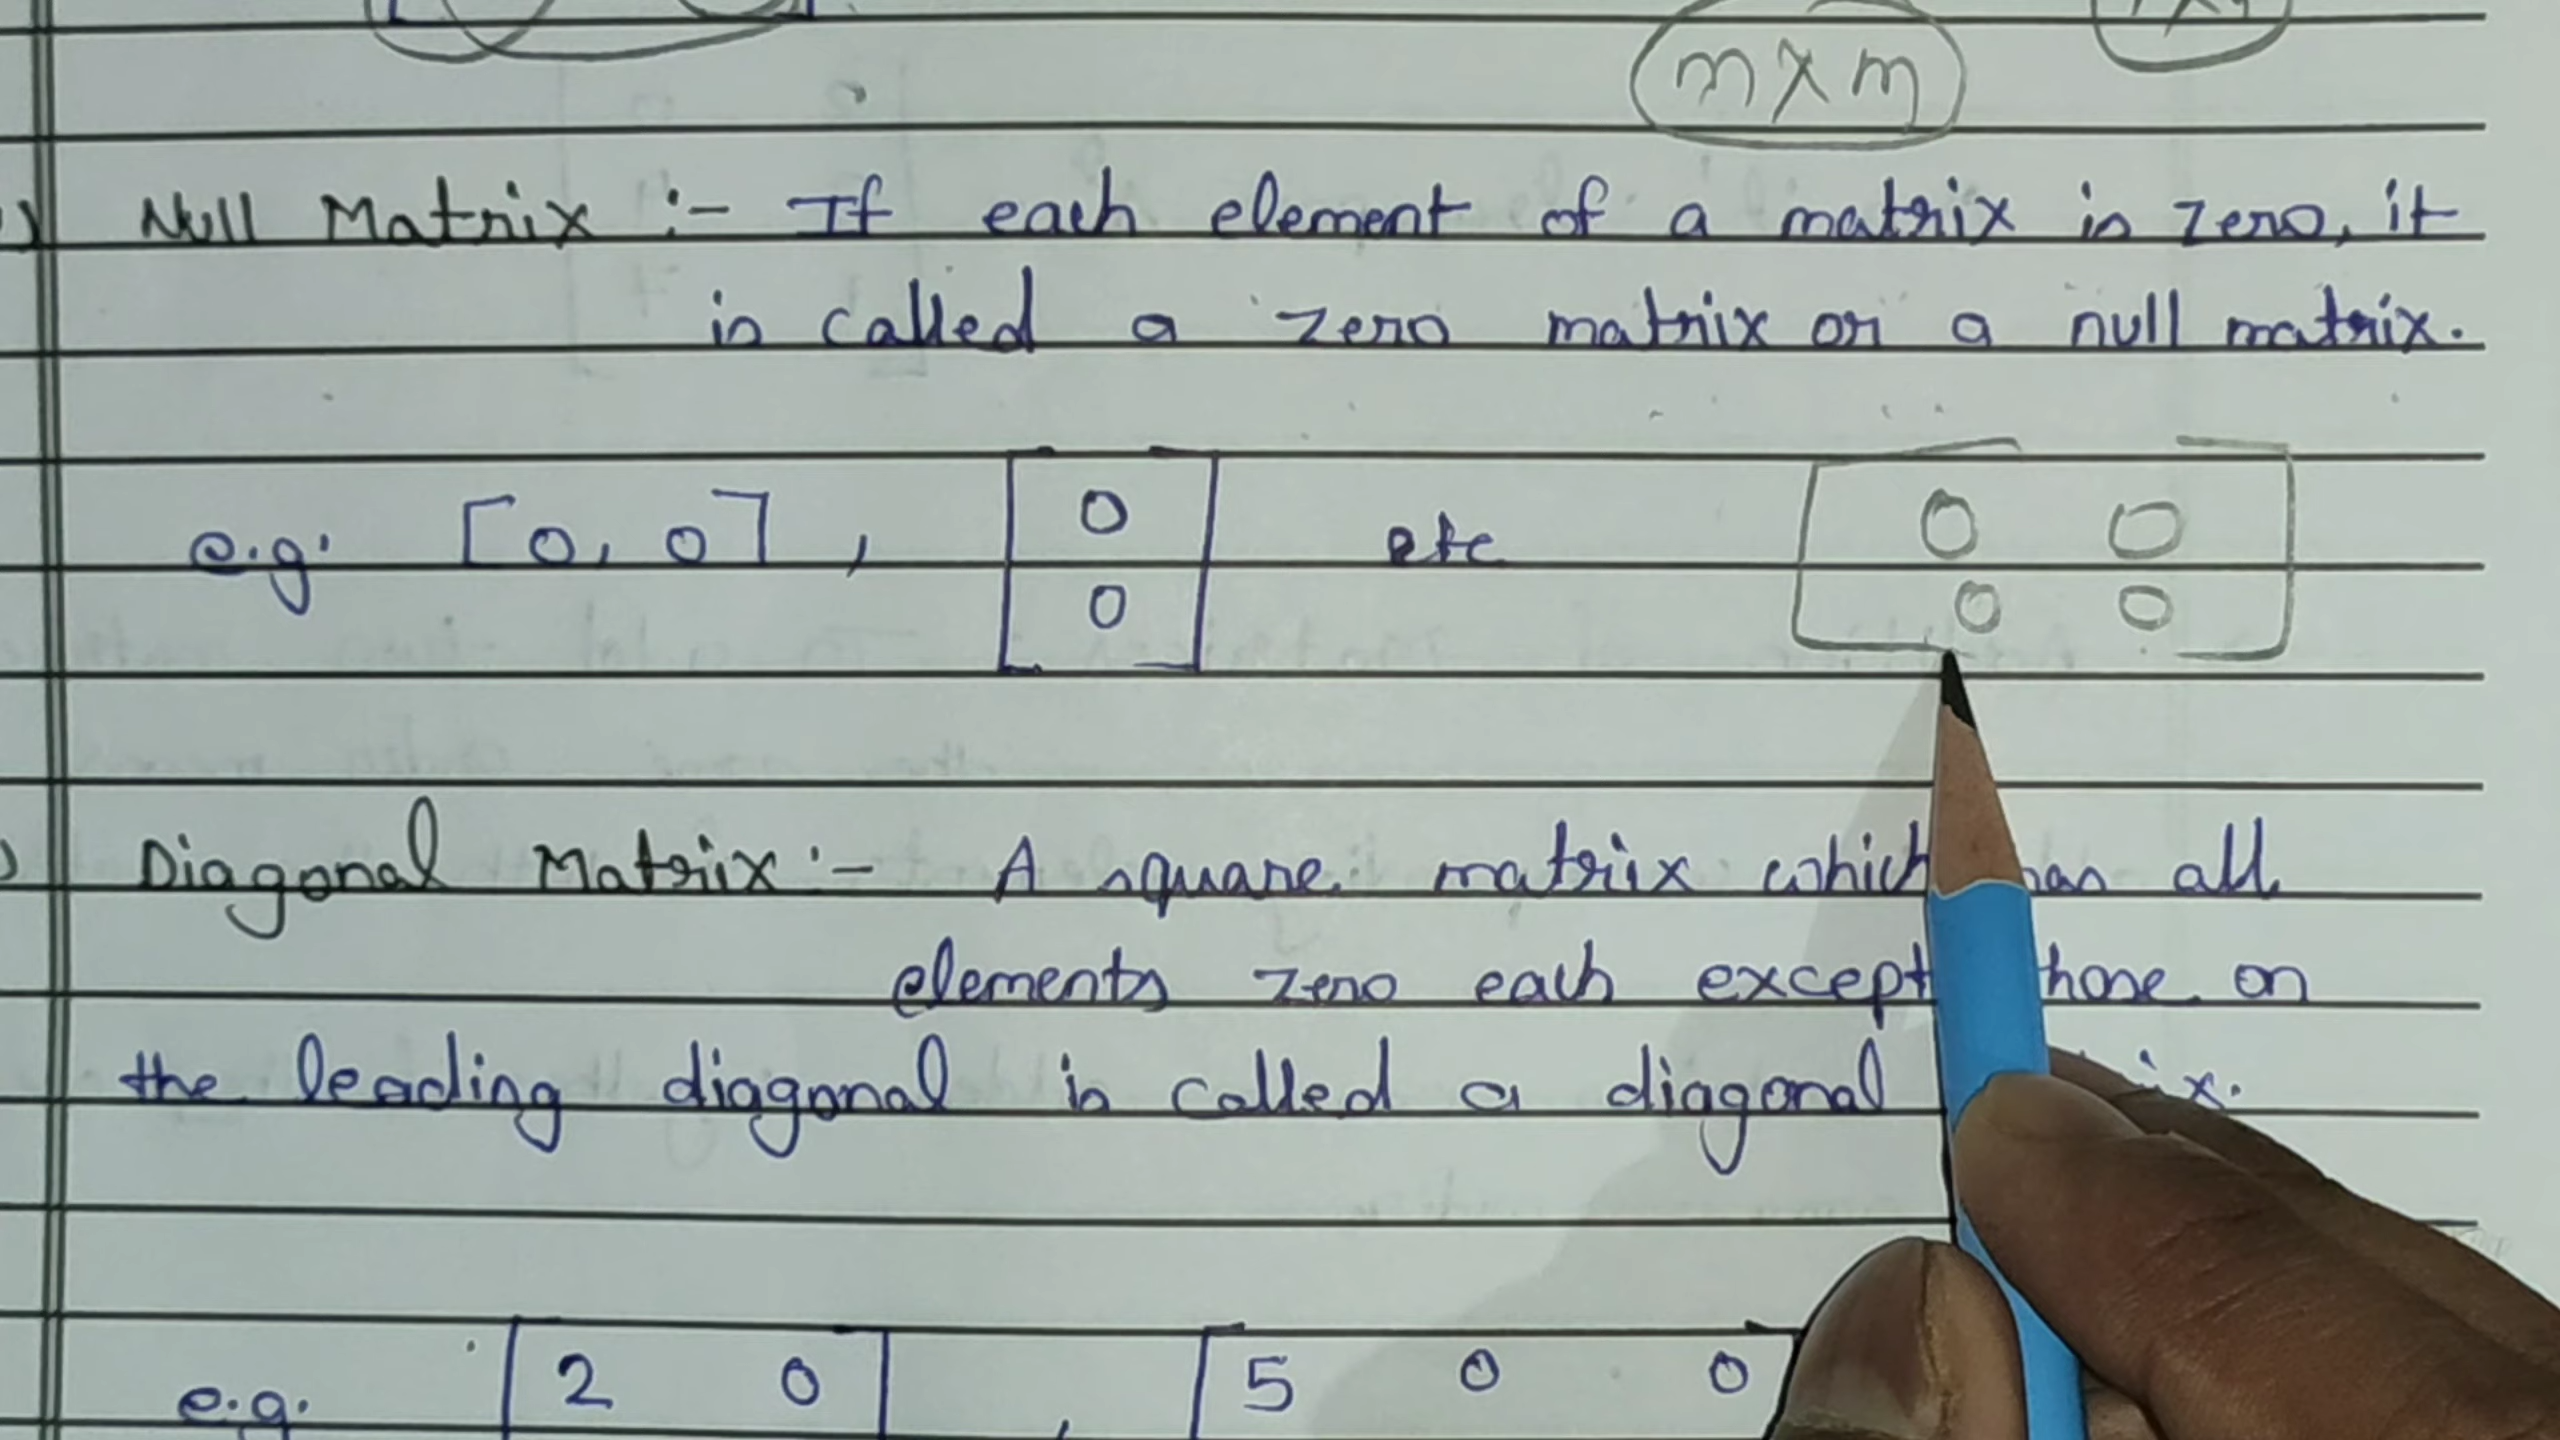 m x m
Null Matrix :- If each element of a matrix is zero, it
is called a zero matrix or a null matrix.
e.g. [0, 0] , 0 etc 0 0
0 0 0
Diagonal Matrix :- A square matrix which has all
elements zero each except those on
the leading diagonal is called a diagonal
e.g. 2 0 , 5 0 0